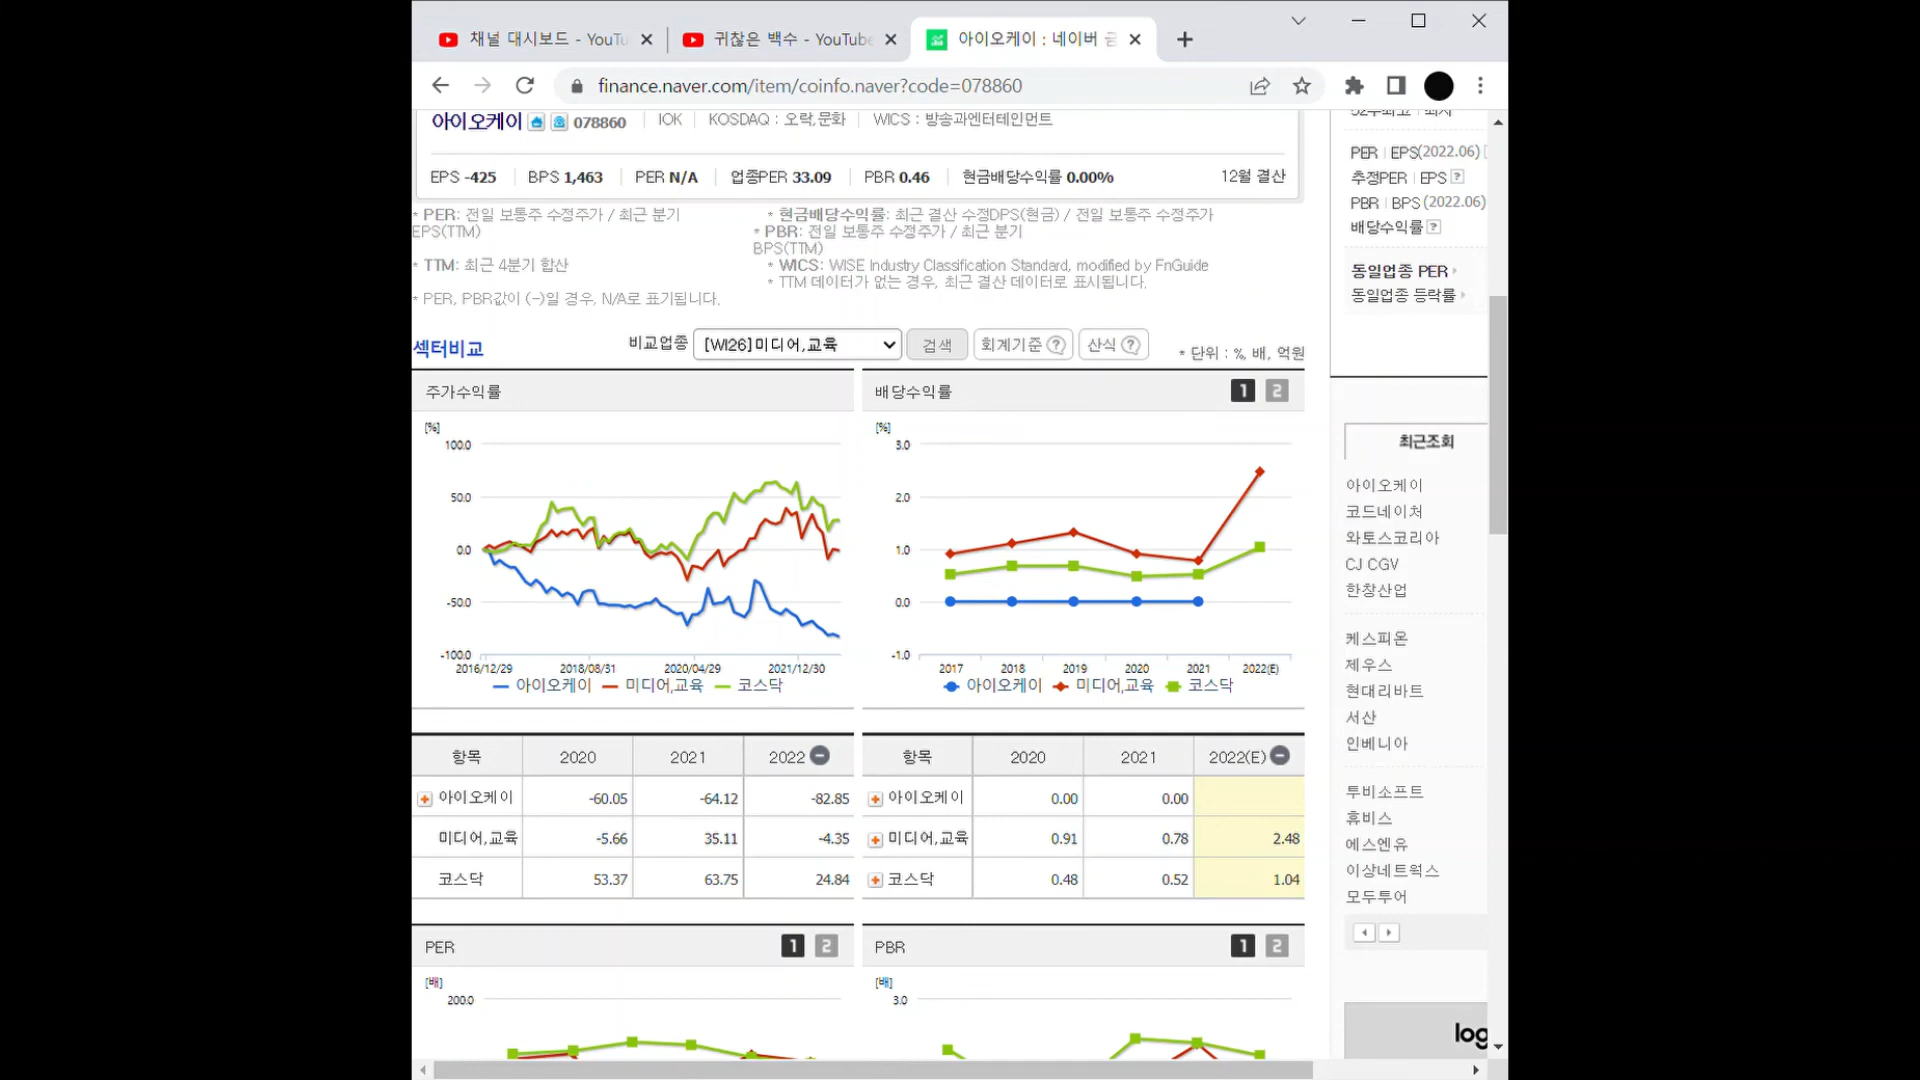 채널 대시보드 - YouTu
귀찮은 백수 - YouTube
아이오케이 : 네이버 금
finance.naver.com/item/coinfo.naver?code=078860
아이오케이 078860 IOK KOSDAQ : 오락,문화 WICS : 방송과엔터테인먼트
EPS -425 BPS 1,463 PER N/A 업종PER 33.09 PBR 0.46 현금배당수익률 0.00% 12월 결산
* PER: 전일 보통주 수정주가 / 최근 분기
EPS(TTM)
* TTM: 최근 4분기 합산
* PER, PBR값이 (-)일 경우, N/A로 표기됩니다.
* 현금배당수익률: 최근 결산 수정DPS(현금) / 전일 보통주 수정주가
* PBR: 전일 보통주 수정주가 / 최근 분기
BPS(TTM)
* WICS: WISE Industry Classification Standard, modified by FnGuide
* TTM 데이터가 없는 경우, 최근 결산 데이터로 표시됩니다.
섹터비교 비교업종 [WI26]미디어,교육 검색 회계기준 ? 산식 ? * 단위 : %, 배, 억원
주가수익률
[%]
100.0
50.0
0.0
-50.0
-100.0
2016/12/29 2018/08/31 2020/04/29 2021/12/30
아이오케이 미디어,교육 코스닥
배당수익률 1 2
[%]
3.0
2.0
1.0
0.0
-1.0
2017 2018 2019 2020 2021 2022(E)
아이오케이 미디어,교육 코스닥
항목 2020 2021 2022
아이오케이 -60.05 -64.12 -82.85
미디어,교육 -5.66 35.11 -4.35
코스닥 53.37 63.75 24.84
항목 2020 2021 2022(E)
아이오케이 0.00 0.00
미디어,교육 0.91 0.78 2.48
코스닥 0.48 0.52 1.04
PER 1 2
[배]
200.0
PBR 1 2
[배]
3.0
52주최고 최저
PER EPS(2022.06)
추정PER EPS ?
PBR BPS (2022.06)
배당수익률 ?
동일업종 PER
동일업종 등락률
최근조회
아이오케이
코드네이처
와토스코리아
CJ CGV
한창산업
케스피온
제우스
현대리바트
서산
인베니아
투비소프트
휴비스
에스엔유
이상네트웍스
모두투어
log